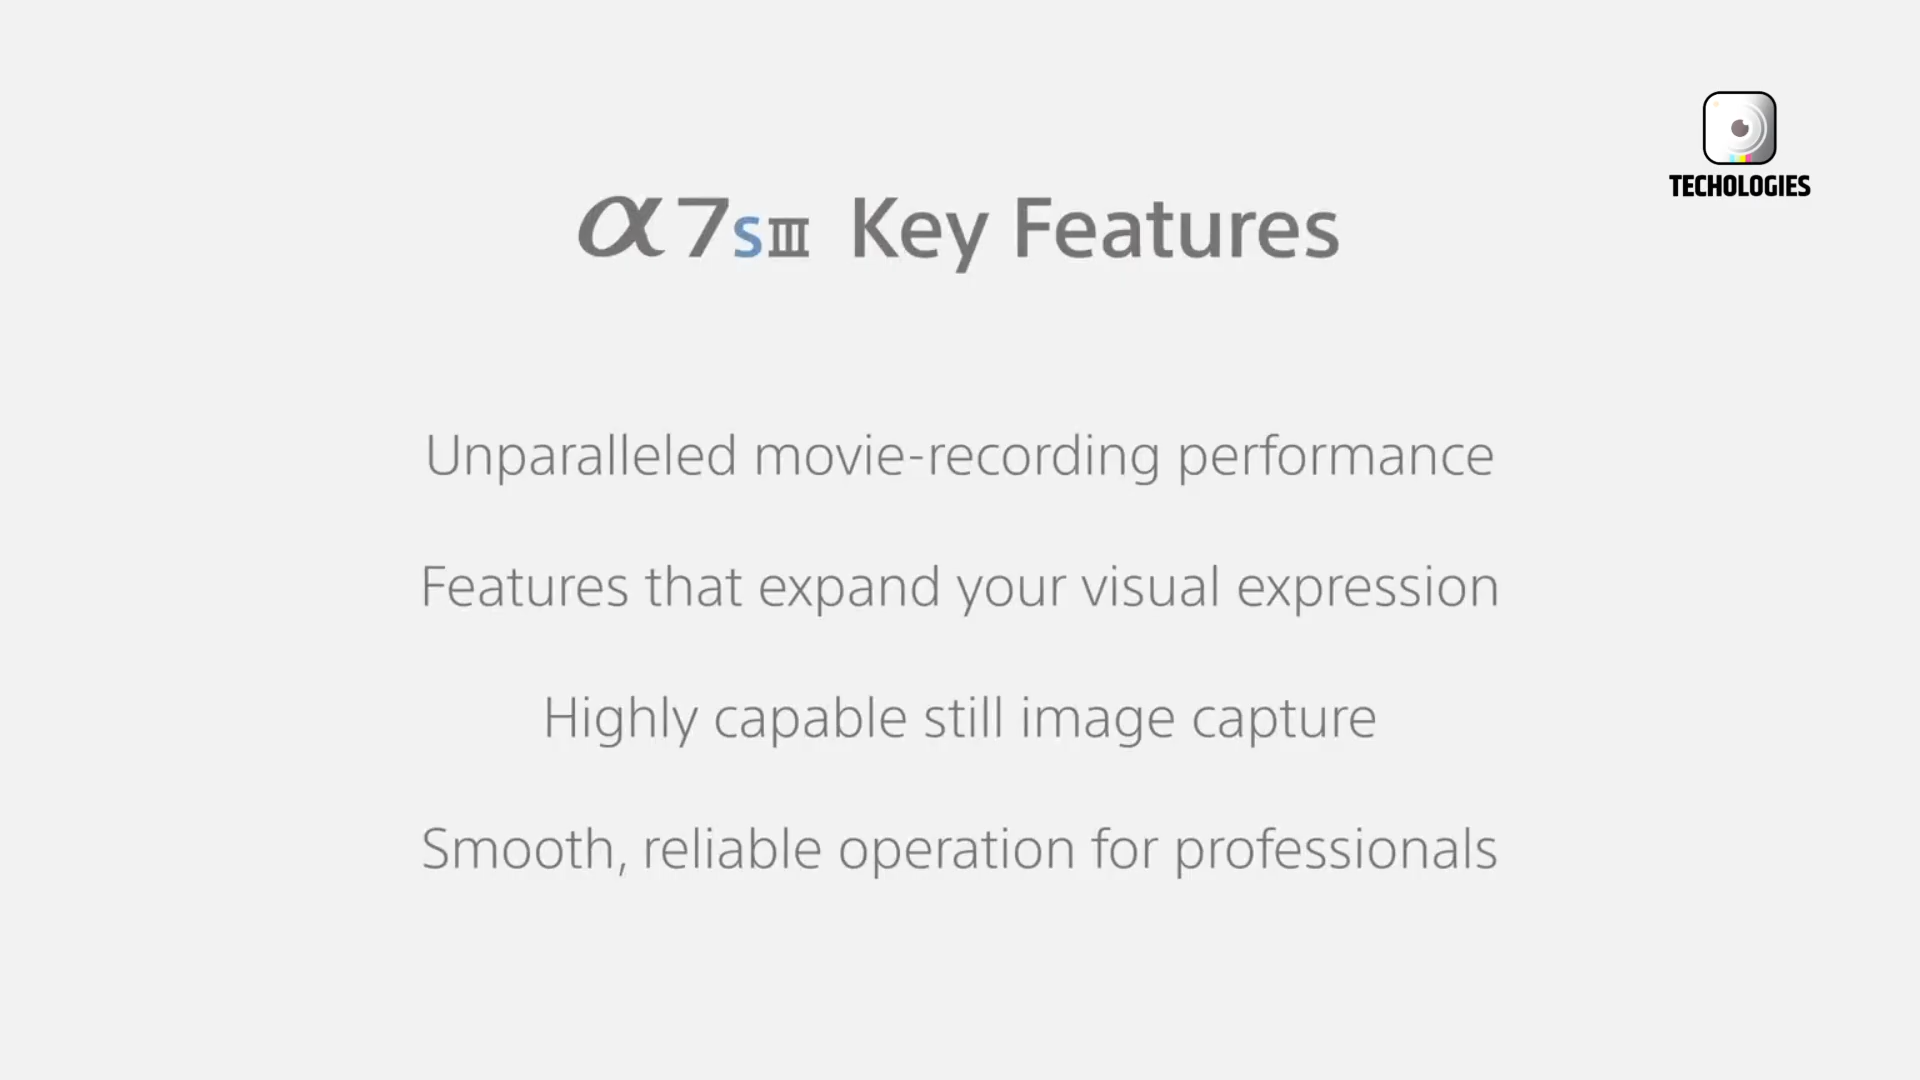 α7sIII Key Features
TECHOLOGIES
Unparalleled movie-recording performance
Features that expand your visual expression
Highly capable still image capture
Smooth, reliable operation for professionals